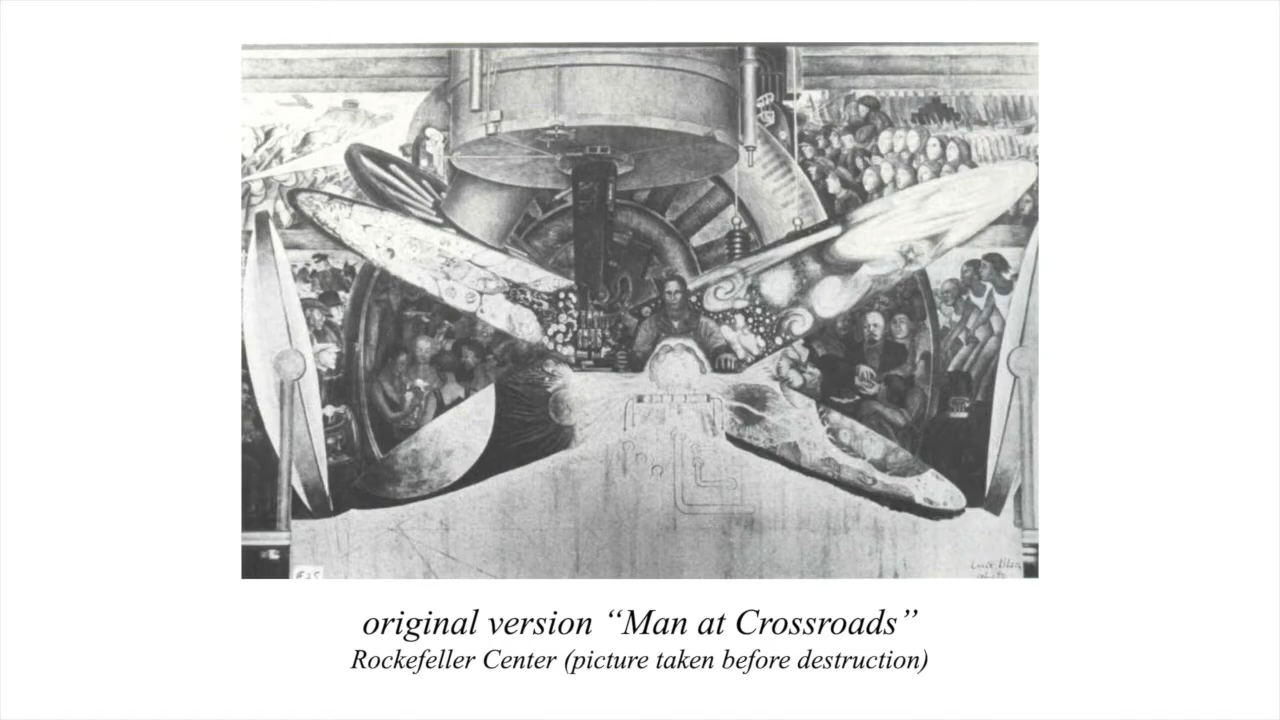 original version “Man at Crossroads”
Rockefeller Center (picture taken before destruction)